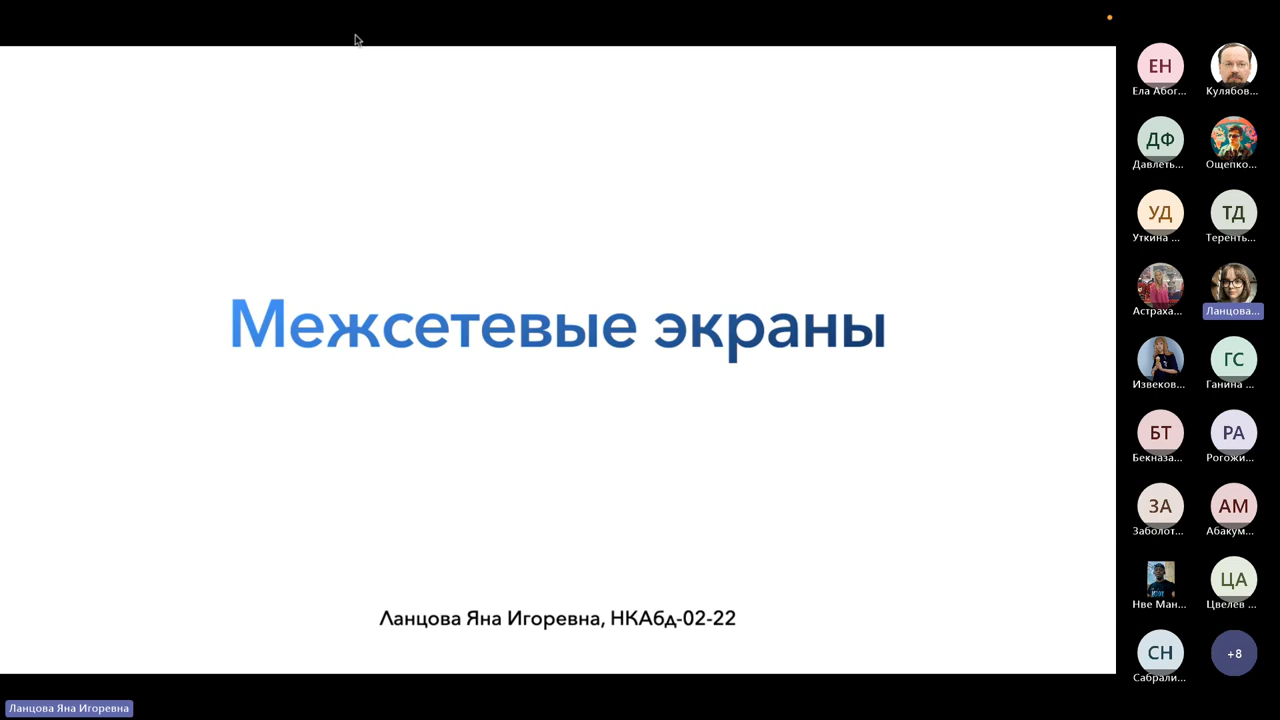 Межсетевые экраны
Ланцова Яна Игоревна, НКАбд-02-22
Ланцова Яна Игоревна
ЕН
Ела Абог...
Кулябов...
ДФ
Давлеть...
Ощепко...
УД
Уткина ...
ТД
Теренть...
Астраха...
Ланцова...
Извеков...
ГС
Ганина ...
БТ
Бекназа...
РА
Рогожи...
ЗА
Заболот...
АМ
Абакум...
Нве Ман...
ЦА
Цвелев ...
СН
Сабрали...
+8